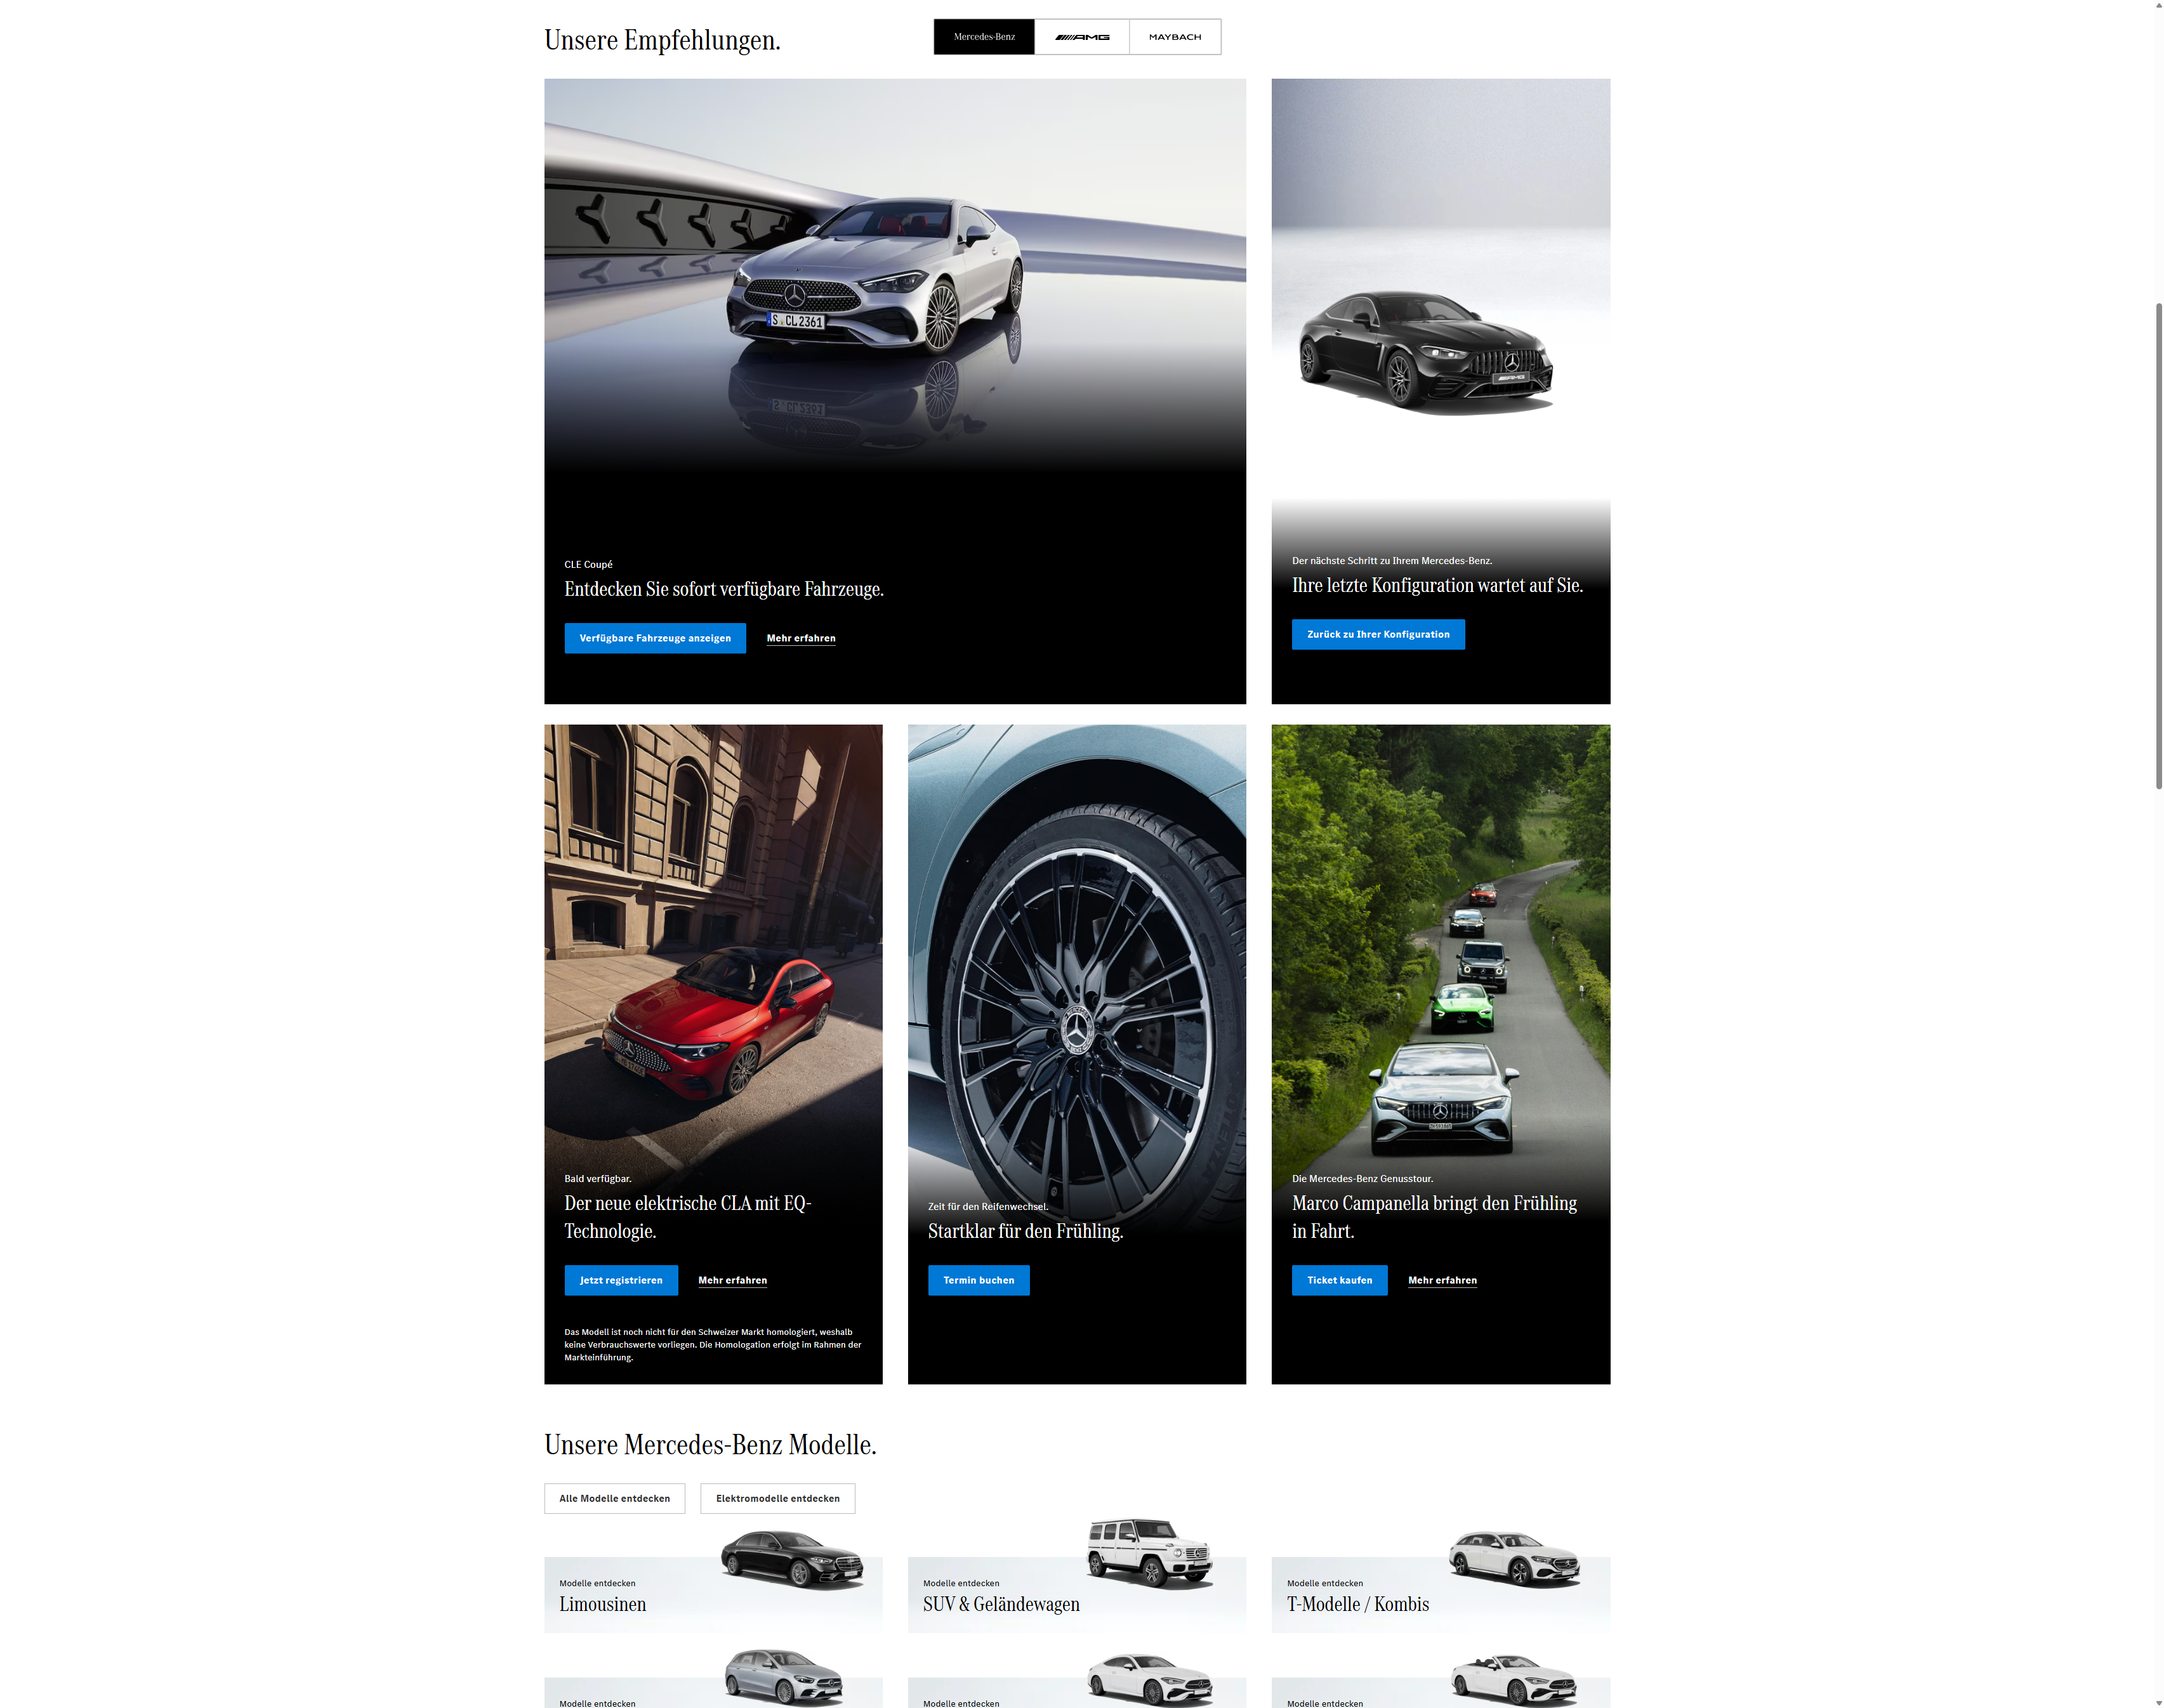 Unsere Empfehlungen.
Mercedes-Benz
AMG
MAYBACH
S CL 2361
AMG
CLE Coupé
Entdecken Sie sofort verfügbare Fahrzeuge.
Verfügbare Fahrzeuge anzeigen
Mehr erfahren
Der nächste Schritt zu Ihrem Mercedes-Benz.
Ihre letzte Konfiguration wartet auf Sie.
Zurück zu Ihrer Konfiguration
Bald verfügbar.
Der neue elektrische CLA mit EQ-
Technologie.
Jetzt registrieren
Mehr erfahren
Das Modell ist noch nicht für den Schweizer Markt homologiert, weshalb
keine Verbrauchswerte vorliegen. Die Homologation erfolgt im Rahmen der
Markteinführung.
Zeit für den Reifenwechsel.
Startklar für den Frühling.
Termin buchen
Die Mercedes-Benz Genusstour.
Marco Campanella bringt den Frühling
in Fahrt.
Ticket kaufen
Mehr erfahren
Unsere Mercedes-Benz Modelle.
Alle Modelle entdecken
Elektromodelle entdecken
Modelle entdecken
Limousinen
Modelle entdecken
SUV & Geländewagen
Modelle entdecken
T-Modelle / Kombis
Modelle entdecken
Modelle entdecken
Modelle entdecken